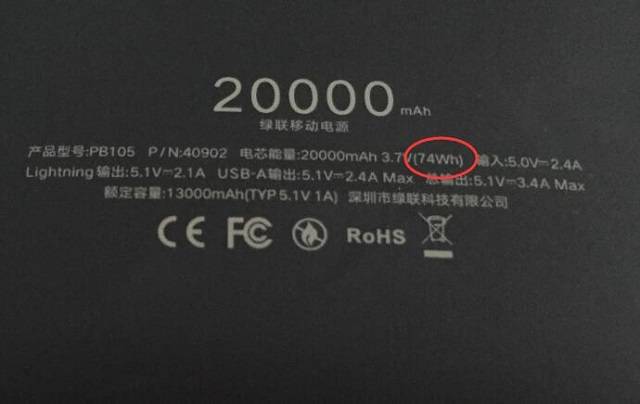 20000mAh
绿联移动电源
产品型号:PB105 P/N:40902 电芯能量:20000mAh 3.7V(74Wh) 输入:5.0V⎓2.4A
Lightning输出:5.1V⎓2.1A USB-A输出:5.1V⎓2.4A Max 总输出:5.1V⎓3.4A Max
额定容量:13000mAh(TYP 5.1V 1A) 深圳市绿联科技有限公司
CE FC RoHS